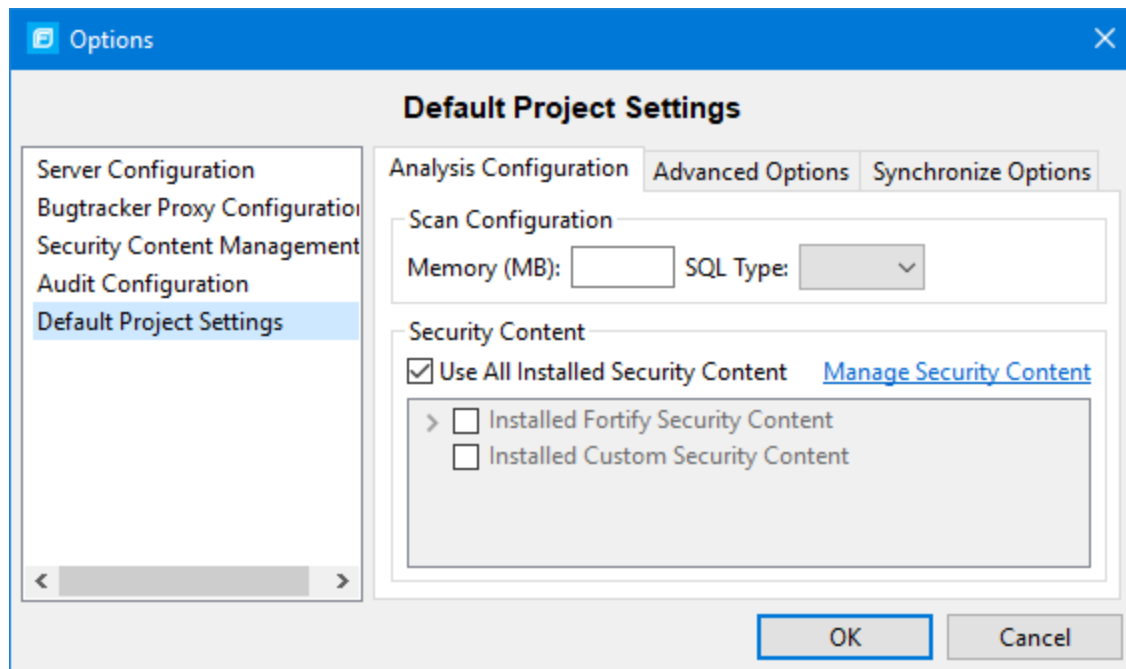 Options
Default Project Settings
Server Configuration
Bugtracker Proxy Configuration
Security Content Management
Audit Configuration
Default Project Settings
Analysis Configuration
Advanced Options
Synchronize Options
Scan Configuration
Memory (MB):
SQL Type:
Security Content
Use All Installed Security Content
Manage Security Content
Installed Fortify Security Content
Installed Custom Security Content
OK
Cancel